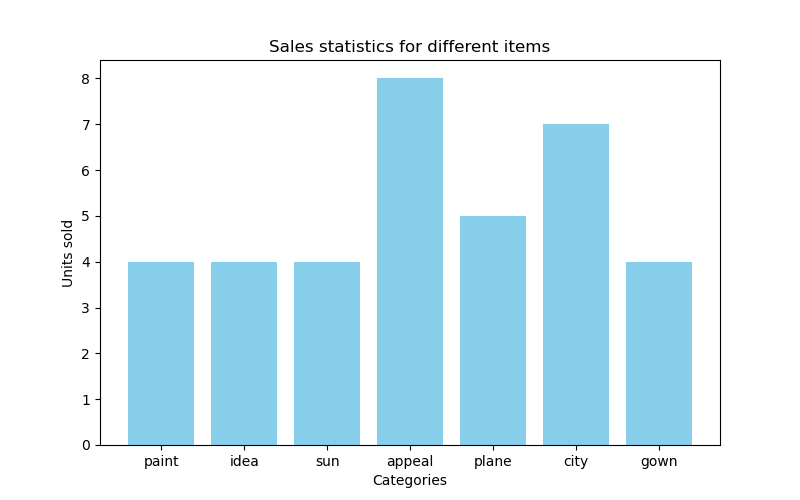 Sales statistics for different items
Units sold
8
7
6
5
4
3
2
1
0
paint idea sun appeal plane city gown
Categories